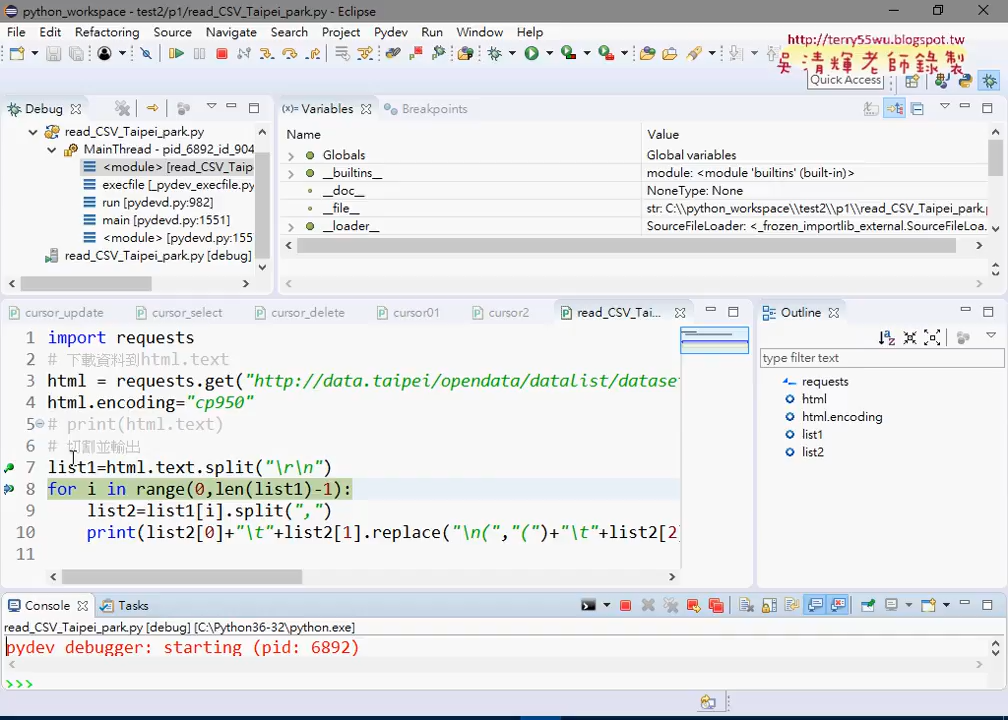 python_workspace - test2/p1/read_CSV_Taipei_park.py - Eclipse
File Edit Refactoring Source Navigate Search Project Pydev Run Window Help
http://terry55wu.blogspot.tw
吳清輝老師錄製
Quick Access
Debug
read_CSV_Taipei_park.py
MainThread - pid_6892_id_904
<module> [read_CSV_Taip
execfile [_pydev_execfile.py
run [pydevd.py:982]
main [pydevd.py:1551]
<module> [pydevd.py:155
read_CSV_Taipei_park.py [debug]
(x)= Variables Breakpoints
Name Value
Globals Global variables
__builtins__ module: <module 'builtins' (built-in)>
__doc__ NoneType: None
__file__ str: C:\\python_workspace\\test2\\p1\\read_CSV_Taipei_park.
__loader__ SourceFileLoader: <_frozen_importlib_external.SourceFileLoa.
cursor_update cursor_select cursor_delete cursor01 cursor2 read_CSV_Tai...
1 import requests
2 # 下載資料到html.text
3 html = requests.get("http://data.taipei/opendata/datalist/dataset
4 html.encoding="cp950"
5 # print(html.text)
6 # 切割並輸出
7 list1=html.text.split("\r\n")
8 for i in range(0,len(list1)-1):
9 list2=list1[i].split(",")
10 print(list2[0]+"\t"+list2[1].replace("\n(","(")+"\t"+list2[2]
11
Outline
type filter text
requests
html
html.encoding
list1
list2
Console Tasks
read_CSV_Taipei_park.py [debug] [C:\Python36-32\python.exe]
pydev debugger: starting (pid: 6892)
>>>